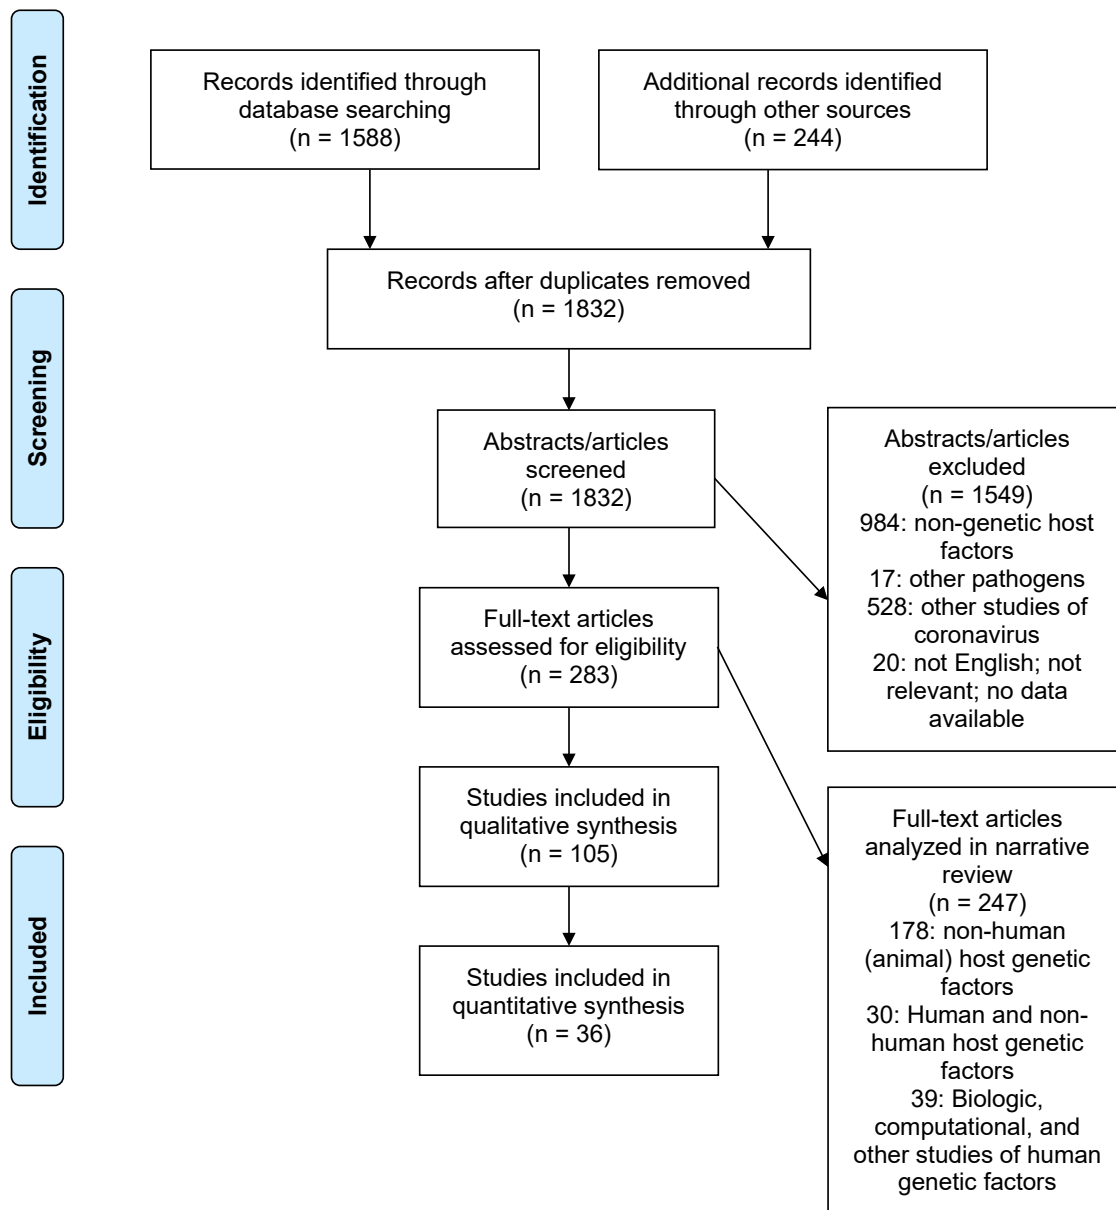 Identification
Records identified through
database searching
(n = 1588)
Additional records identified
through other sources
(n = 244)
Records after duplicates removed
(n = 1832)
Screening
Abstracts/articles
screened
(n = 1832)
Abstracts/articles
excluded
(n = 1549)
984: non-genetic host
factors
17: other pathogens
528: other studies of
coronavirus
20: not English; not
relevant; no data
available
Eligibility
Full-text articles
assessed for eligibility
(n = 283)
Full-text articles
analyzed in narrative
review
(n = 247)
178: non-human
(animal) host genetic
factors
30: Human and non-
human host genetic
factors
39: Biologic,
computational, and
other studies of human
genetic factors
Studies included in
qualitative synthesis
(n = 105)
Included
Studies included in
quantitative synthesis
(n = 36)